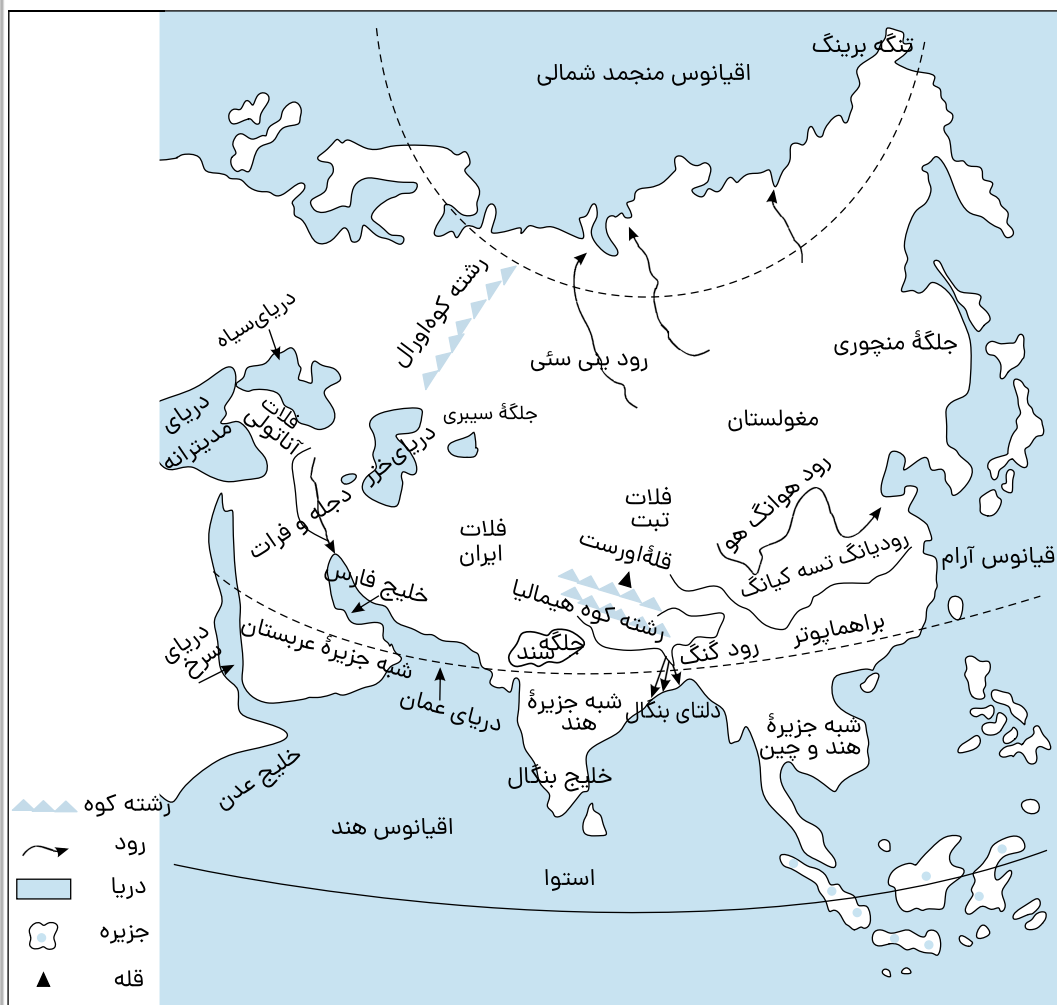 تنگه برینگ
اقیانوس منجمد شمالی
رشته کوه اورال
دریای سیاه
رود ینی سئی
جلگهٔ منچوری
دریای
مدیترانه
فلات
آناتولی
دریای خزر
جلگهٔ سیبری
مغولستان
دجله و فرات
فلات
ایران
فلات
تبت
رود هوانگ هو
قلهٔ اورست
رودیانگ تسه کیانگ
قیانوس آرام
خلیج فارس
رشته کوه هیمالیا
براهماپوتر
دریای
سرخ
شبه جزیرهٔ عربستان
جلگه
سند
رود گنگ
دریای عمان
شبه جزیرهٔ
هند
دلتای بنگال
شبه جزیرهٔ
هند و چین
خلیج عدن
خلیج بنگال
اقیانوس هند
استوا
رشته کوه
رود
دریا
جزیره
قله